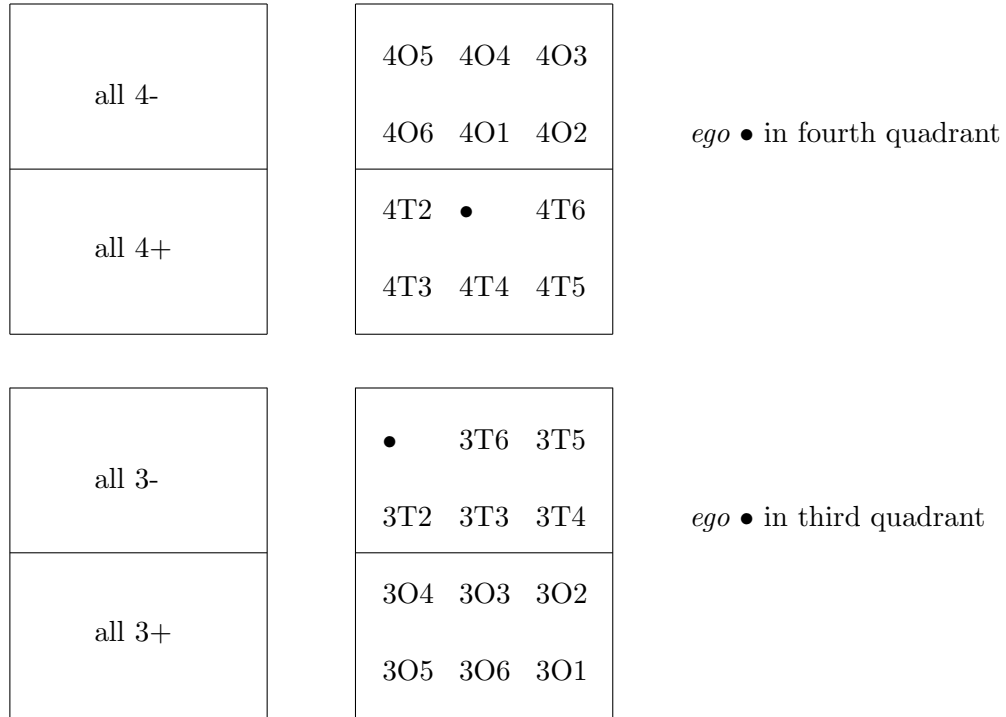 4O5 4O4 4O3
all 4-
4O6 4O1 4O2
ego • in fourth quadrant
4T2 • 4T6
all 4+
4T3 4T4 4T5
• 3T6 3T5
all 3-
3T2 3T3 3T4
ego • in third quadrant
3O4 3O3 3O2
all 3+
3O5 3O6 3O1